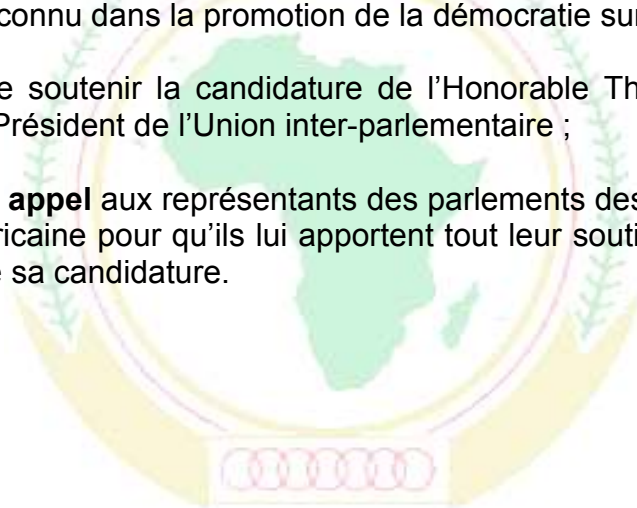 connu dans la promotion de la démocratie sur
e soutenir la candidature de l’Honorable Th
Président de l’Union inter-parlementaire ;
appel aux représentants des parlements des
ricaine pour qu’ils lui apportent tout leur souti
e sa candidature.